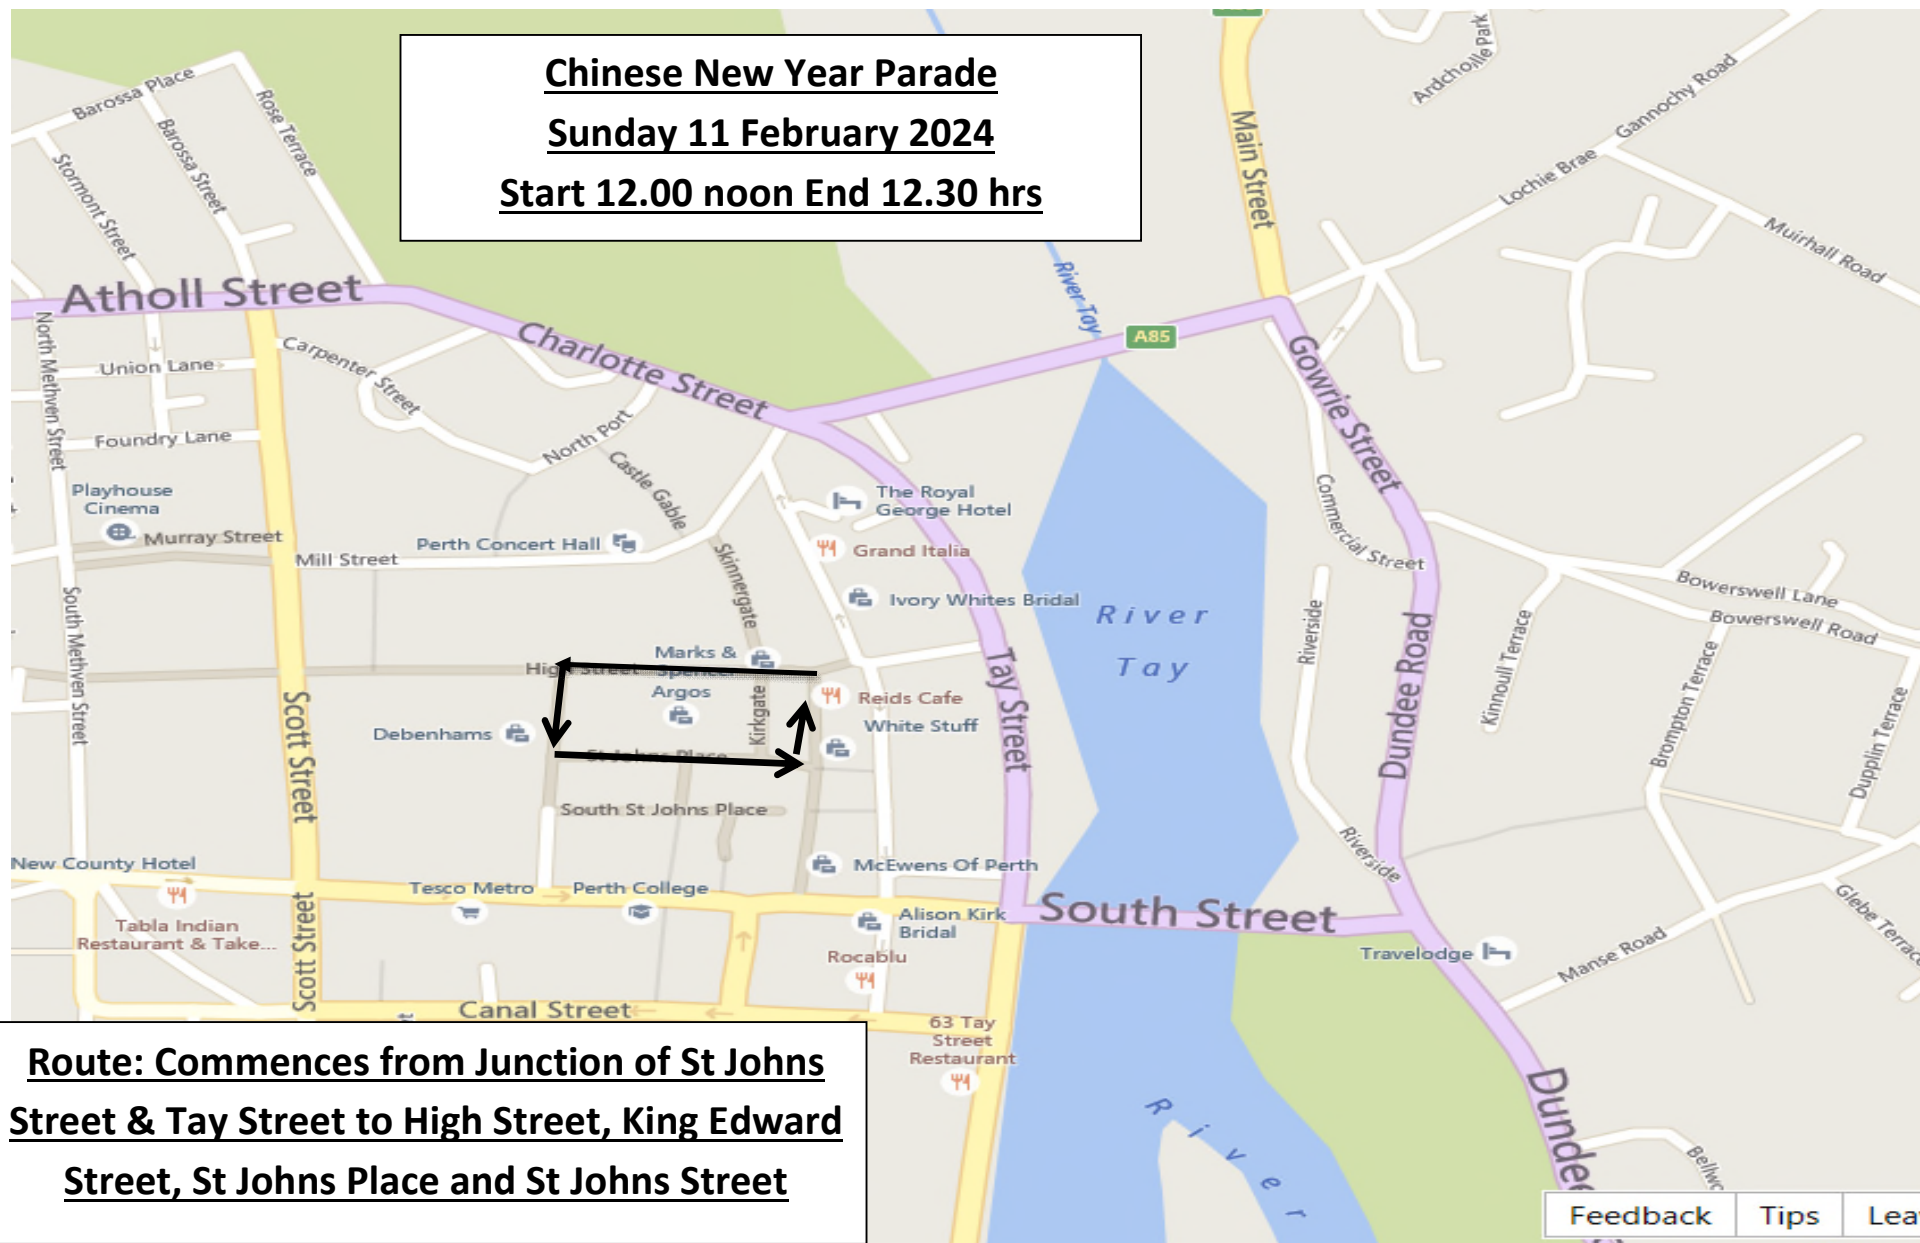 Chinese New Year Parade
Sunday 11 February 2024
Start 12.00 noon End 12.30 hrs
Barossa Place
Rose Terrace
Barossa Street
Stormont Street
Atholl Street
Charlotte Street
North Methven Street
Union Lane
Carpenter Street
Foundry Lane
North Port
Castle Gable
Playhouse
Cinema
Murray Street
Mill Street
Perth Concert Hall
Skinnergate
The Royal
George Hotel
Grand Italia
Ivory Whites Bridal
River Tay
A85
Main Street
Ardchoille Park
Gannochy Road
Lochie Brae
Muirhall Road
Gowrie Street
Commercial Street
River
Tay
Riverside
Dundee Road
Bowerswell Lane
Bowerswell Road
Kinnoull Terrace
Brompton Terrace
Dupplin Terrace
South Methven Street
Scott Street
High Street
Marks &
Spencer
Argos
Kirkgate
Reids Cafe
White Stuff
Debenhams
St Johns Place
South St Johns Place
Tay Street
New County Hotel
Tabla Indian
Restaurant & Take...
Scott Street
Tesco Metro
Perth College
McEwens Of Perth
Alison Kirk
Bridal
Rocablu
South Street
Riverside
Travelodge
Manse Road
Glebe Terrace
Canal Street
63 Tay
Street
Restaurant
River
Dundee
Route: Commences from Junction of St Johns
Street & Tay Street to High Street, King Edward
Street, St Johns Place and St Johns Street
Feedback
Tips